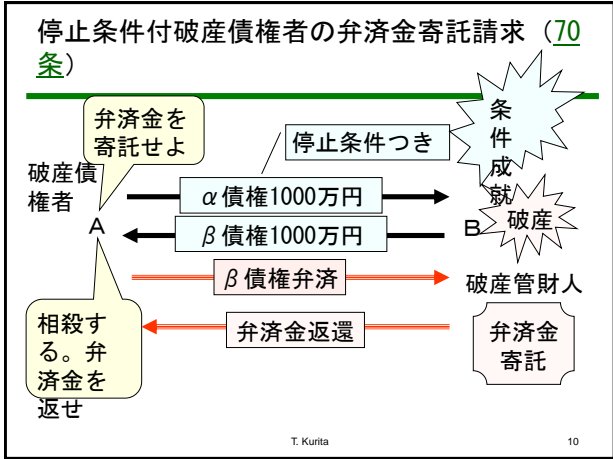 停止条件付破産債権者の弁済金寄託請求（70
条）
弁済金を
寄託せよ
停止条件つき
条
件
成
就
破産債
権者
A
α債権1000万円
β債権1000万円
B
破産
β債権弁済
破産管財人
相殺す
る。弁
済金を
返せ
弁済金返還
弁済金
寄託
T. Kurita
10